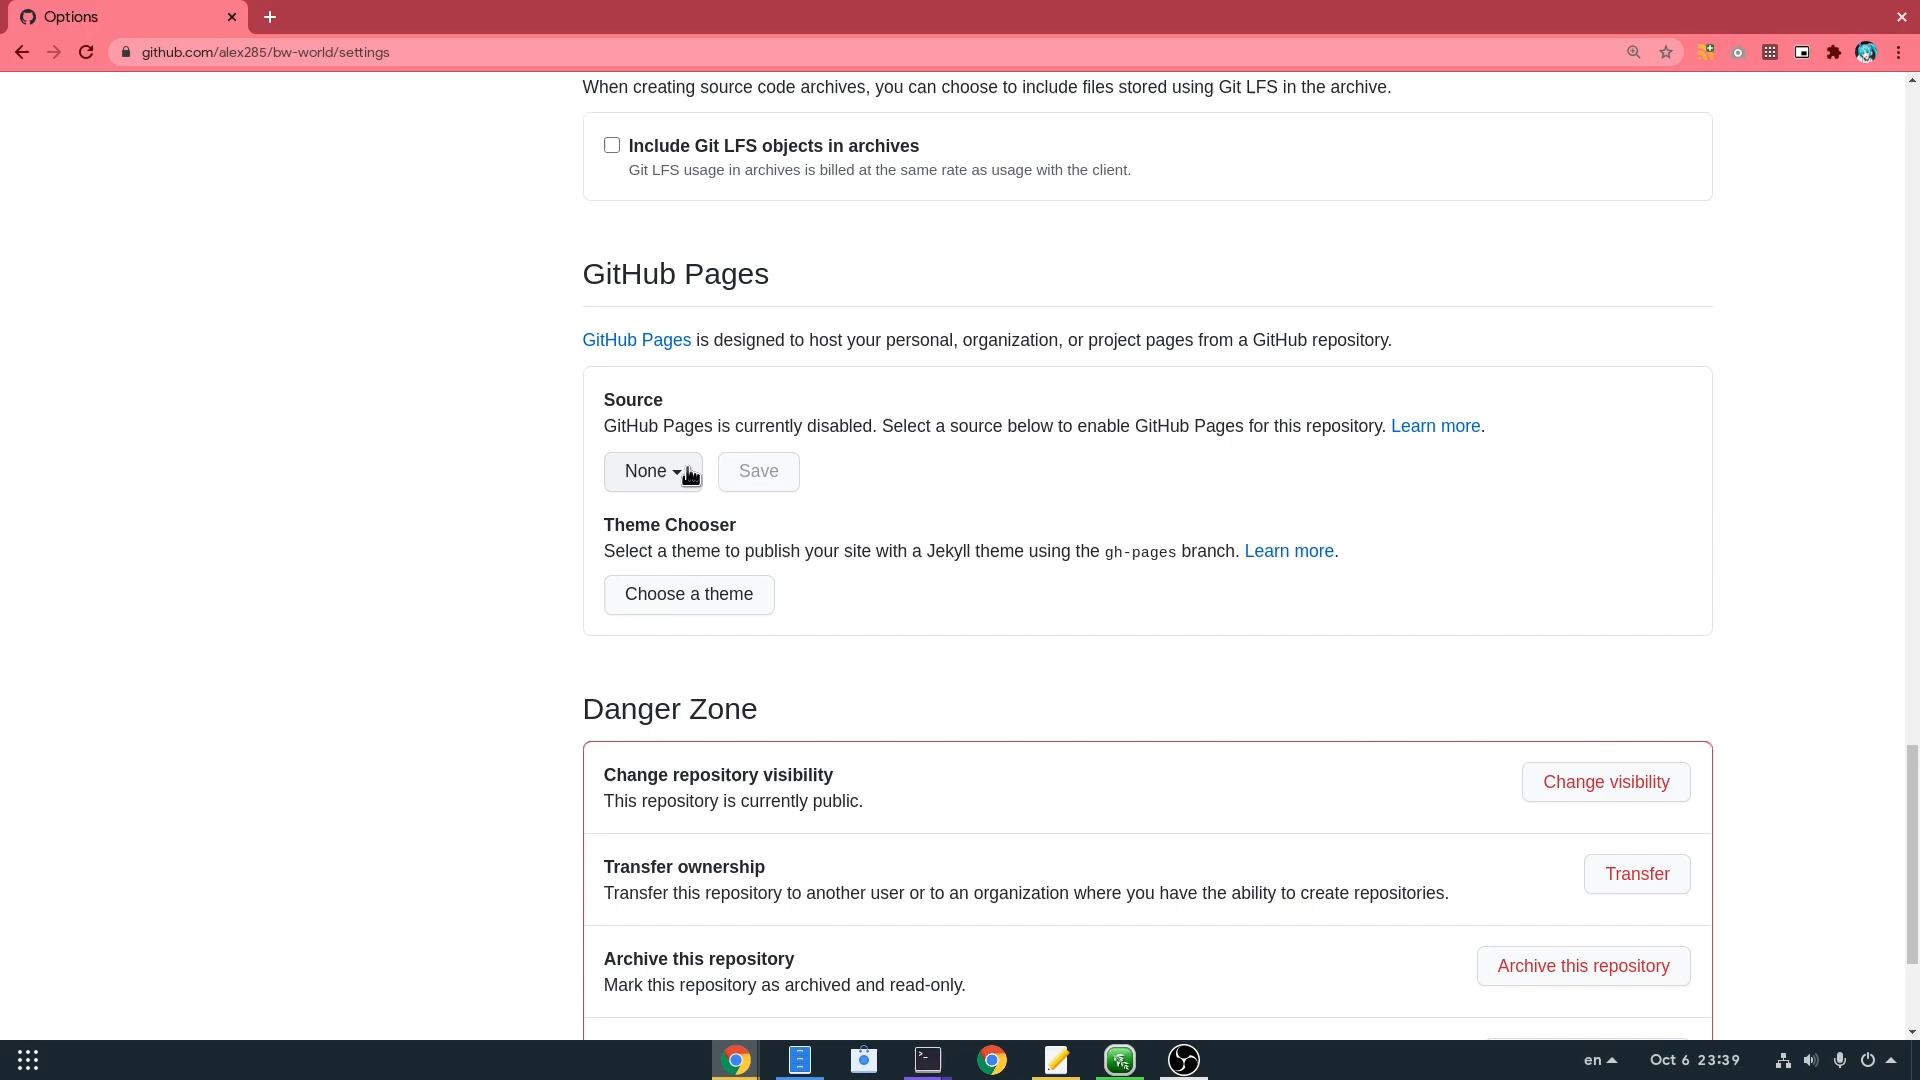 Options
github.com/alex285/bw-world/settings
When creating source code archives, you can choose to include files stored using Git LFS in the archive.
Include Git LFS objects in archives
Git LFS usage in archives is billed at the same rate as usage with the client.
GitHub Pages
GitHub Pages is designed to host your personal, organization, or project pages from a GitHub repository.
Source
GitHub Pages is currently disabled. Select a source below to enable GitHub Pages for this repository. Learn more.
None Save
Theme Chooser
Select a theme to publish your site with a Jekyll theme using the gh-pages branch. Learn more.
Choose a theme
Danger Zone
Change repository visibility
This repository is currently public.
Change visibility
Transfer ownership
Transfer this repository to another user or to an organization where you have the ability to create repositories.
Transfer
Archive this repository
Mark this repository as archived and read-only.
Archive this repository
en Oct 6 23:39